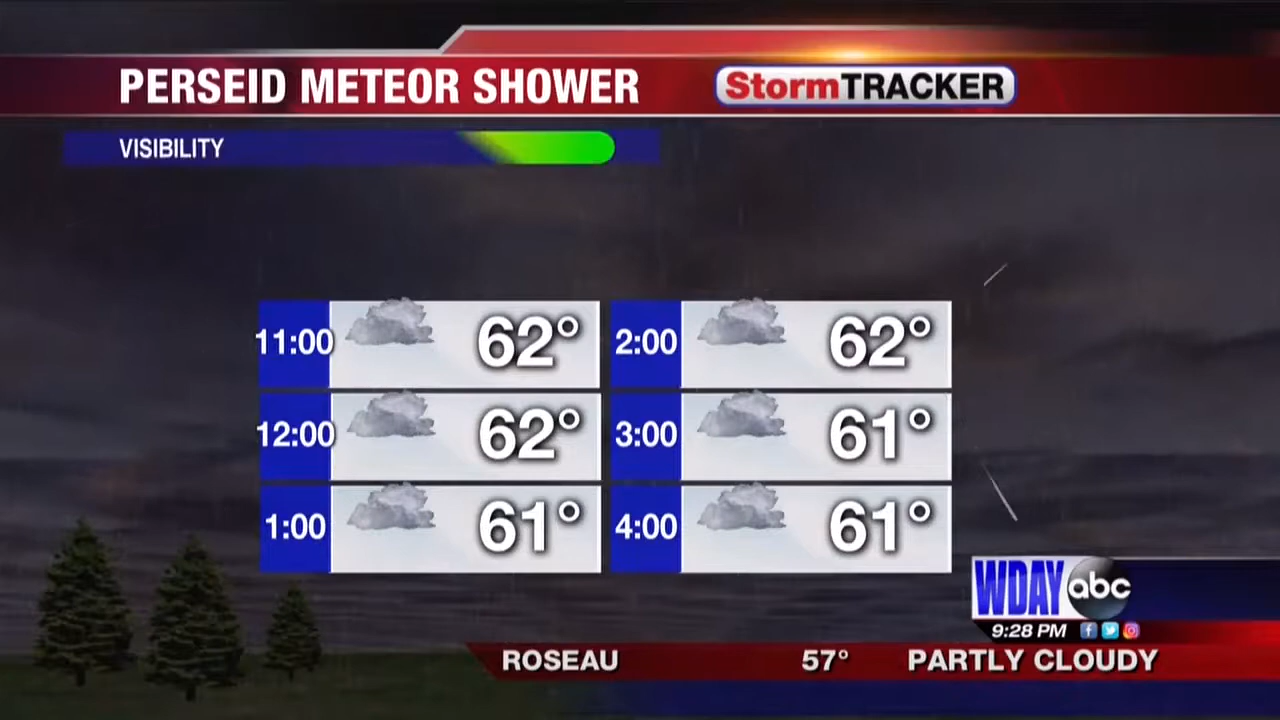 PERSEID METEOR SHOWER
StormTRACKER
VISIBILITY
11:00 62° 2:00 62°
12:00 62° 3:00 61°
1:00 61° 4:00 61°
WDAY abc
9:28 PM
ROSEAU 57° PARTLY CLOUDY